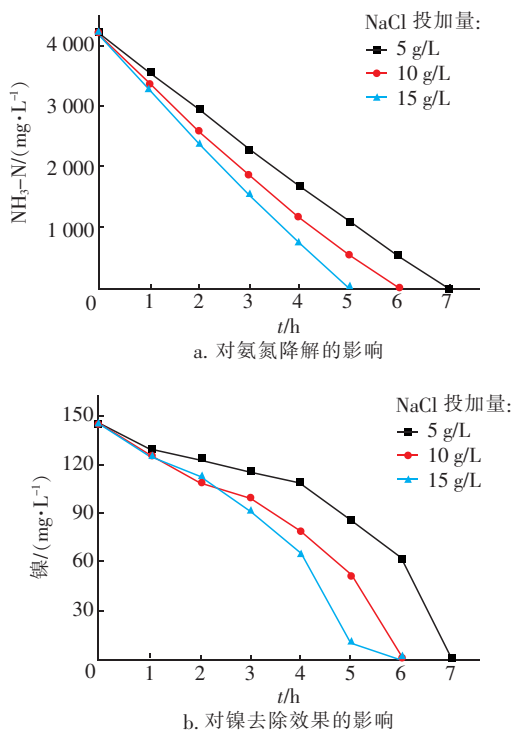 NaCl 投加量:
5 g/L
10 g/L
15 g/L
4 000
3 000
2 000
1 000
NH₃-N/(mg·L⁻¹)
0 1 2 3 4 5 6 7
t/h
a. 对氨氮降解的影响
NaCl 投加量:
5 g/L
10 g/L
15 g/L
150
120
90
60
30
镍/(mg·L⁻¹)
0 1 2 3 4 5 6 7
t/h
b. 对镍去除效果的影响